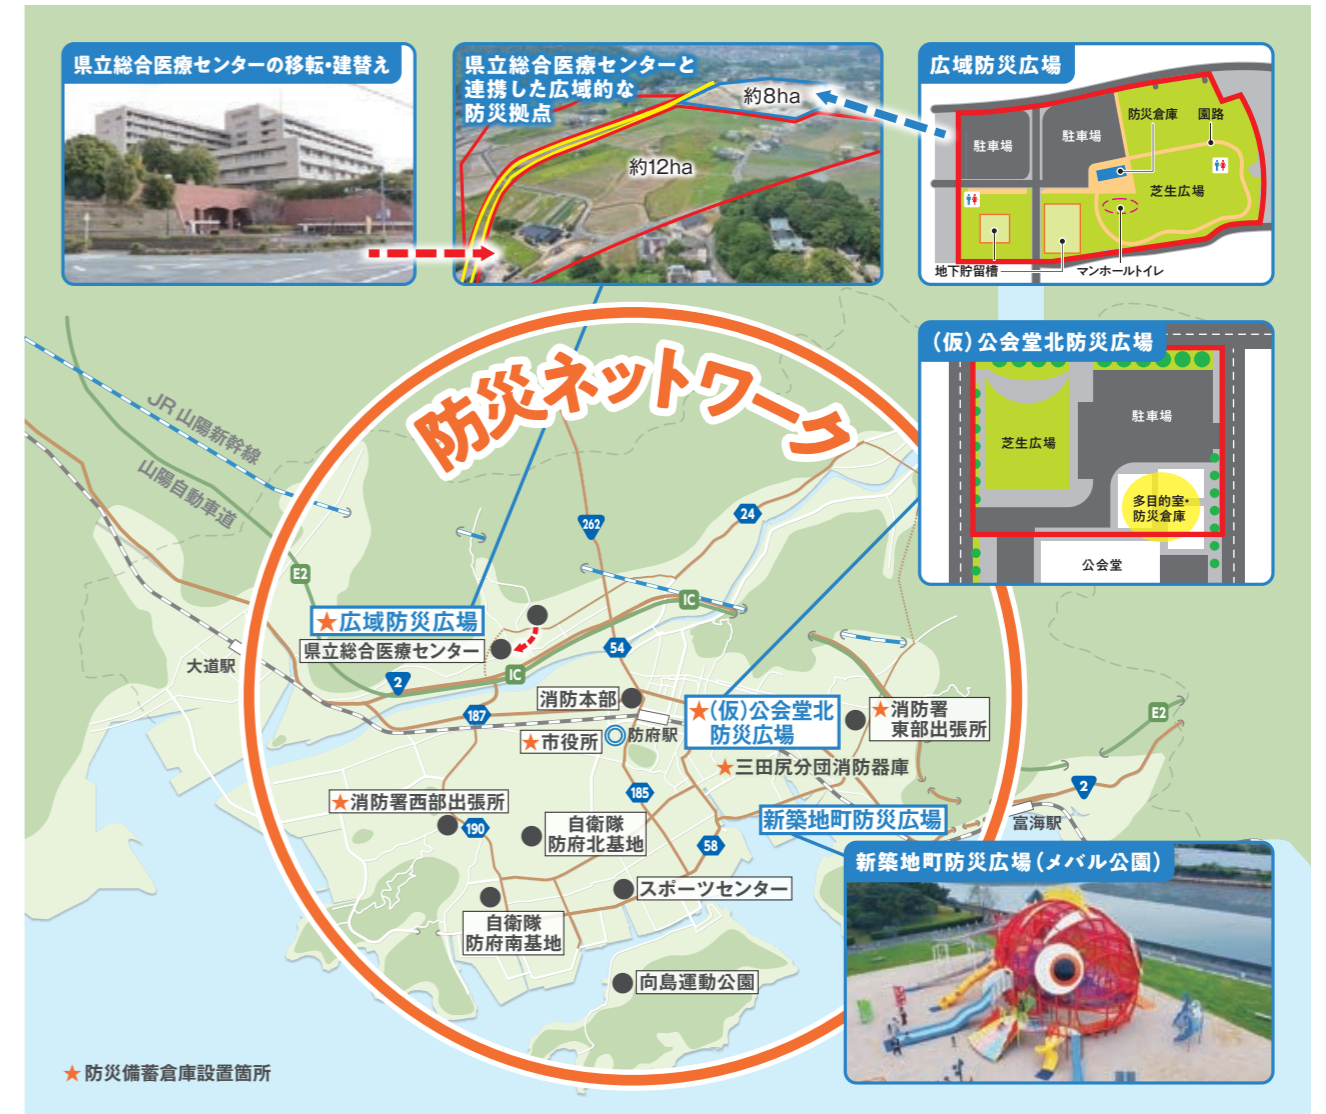 県立総合医療センターの移転・建替え
県立総合医療センターと
連携した広域的な
防災拠点
約8ha
約12ha
広域防災広場
駐車場
駐車場
防災倉庫
園路
芝生広場
地下貯留槽
マンホールトイレ
(仮)公会堂北防災広場
駐車場
芝生広場
多目的室・
防災倉庫
公会堂
防災ネットワーク
JR山陽新幹線
山陽自動車道
E2
262
24
IC
★広域防災広場
県立総合医療センター
54
大道駅
2
IC
187
消防本部
★市役所
防府駅
★(仮)公会堂北
防災広場
★消防署
東部出張所
E2
★三田尻分団消防器庫
2
★消防署西部出張所
190
185
自衛隊
防府北基地
58
新築地町防災広場
富海駅
スポーツセンター
自衛隊
防府南基地
向島運動公園
新築地町防災広場(メバル公園)
★防災備蓄倉庫設置箇所